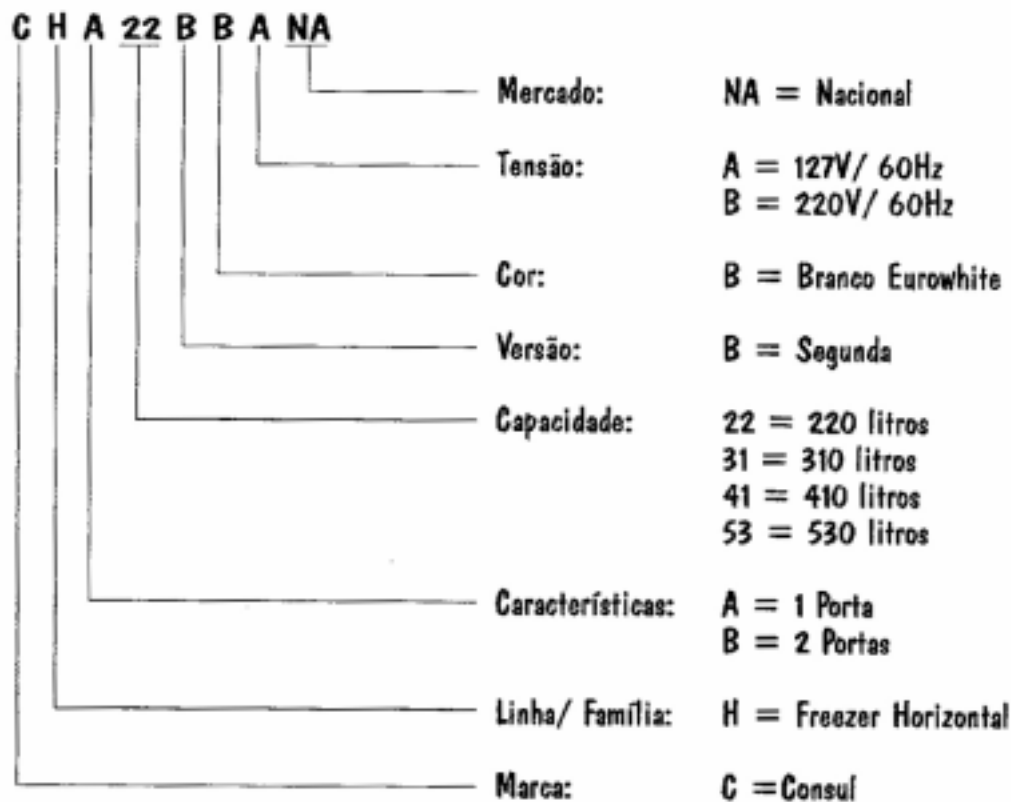 C H A 22 B B A NA
Mercado: NA = Nacional
Tensão: A = 127V/ 60Hz
B = 220V/ 60Hz
Cor: B = Branco Eurowhite
Versão: B = Segunda
Capacidade: 22 = 220 litros
31 = 310 litros
41 = 410 litros
53 = 530 litros
Características: A = 1 Porta
B = 2 Portas
Linha/ Família: H = Freezer Horizontal
Marca: C =Consul